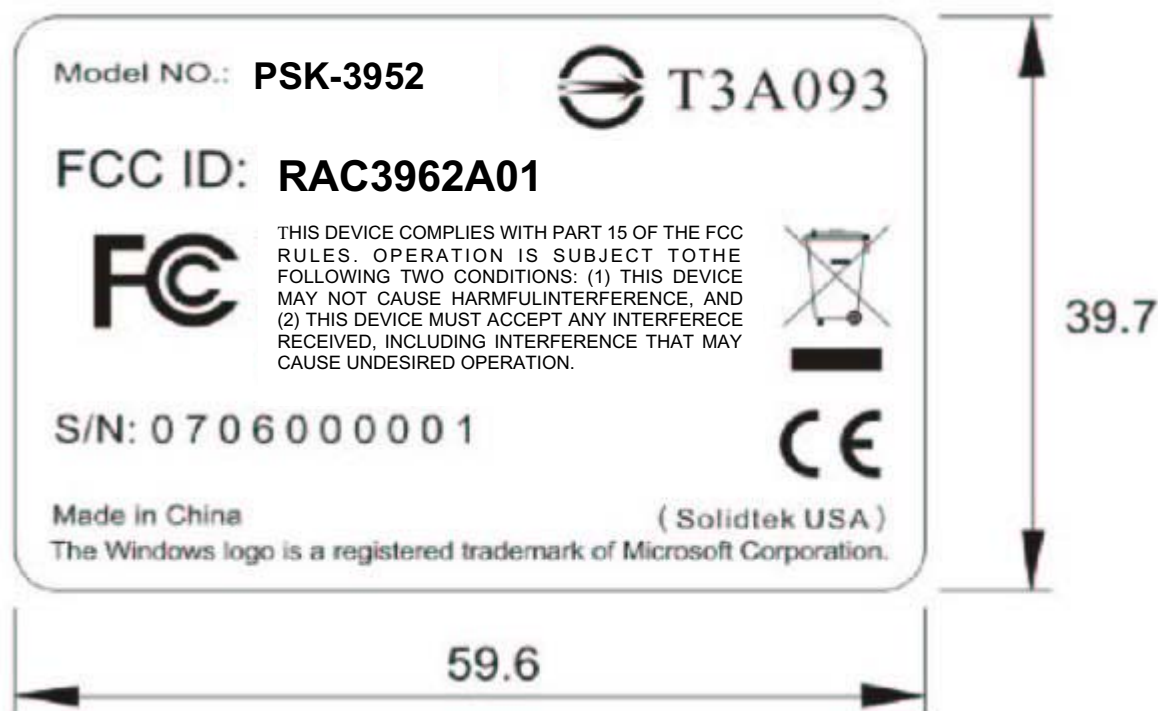 Model NO.: PSK-3952
T3A093
FCC ID: RAC3962A01
FC
THIS DEVICE COMPLIES WITH PART 15 OF THE FCC
RULES. OPERATION IS SUBJECT TOTHE
FOLLOWING TWO CONDITIONS: (1) THIS DEVICE
MAY NOT CAUSE HARMFULINTERFERENCE, AND
(2) THIS DEVICE MUST ACCEPT ANY INTERFERECE
RECEIVED, INCLUDING INTERFERENCE THAT MAY
CAUSE UNDESIRED OPERATION.
39.7
S/N: 0706000001
CE
Made in China
(Solidtek USA)
The Windows logo is a registered trademark of Microsoft Corporation.
59.6